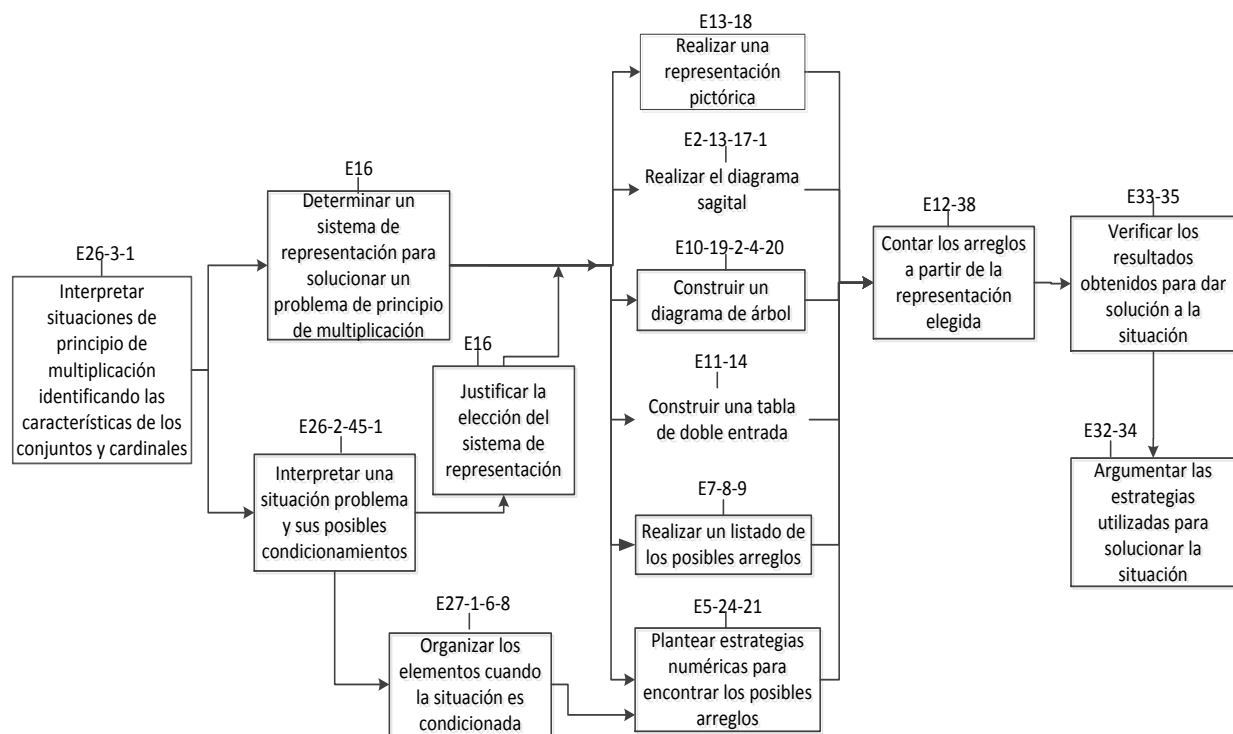 E26-3-1
Interpretar
situaciones de
principio de
multiplicación
identificando las
características de los
conjuntos y cardinales
E16
Determinar un
sistema de
representación para
solucionar un
problema de principio
de multiplicación
E26-2-45-1
Interpretar una
situación problema
y sus posibles
condicionamientos
E16
Justificar la
elección del
sistema de
representación
E27-1-6-8
Organizar los
elementos cuando
la situación es
condicionada
E13-18
Realizar una
representación
pictórica
E2-13-17-1
Realizar el diagrama
sagital
E10-19-2-4-20
Construir un
diagrama de árbol
E11-14
Construir una tabla
de doble entrada
E7-8-9
Realizar un listado de
los posibles arreglos
E5-24-21
Plantear estrategias
numéricas para
encontrar los posibles
arreglos
E12-38
Contar los arreglos
a partir de la
representación
elegida
E33-35
Verificar los
resultados
obtenidos para dar
solución a la
situación
E32-34
Argumentar las
estrategias
utilizadas para
solucionar la
situación